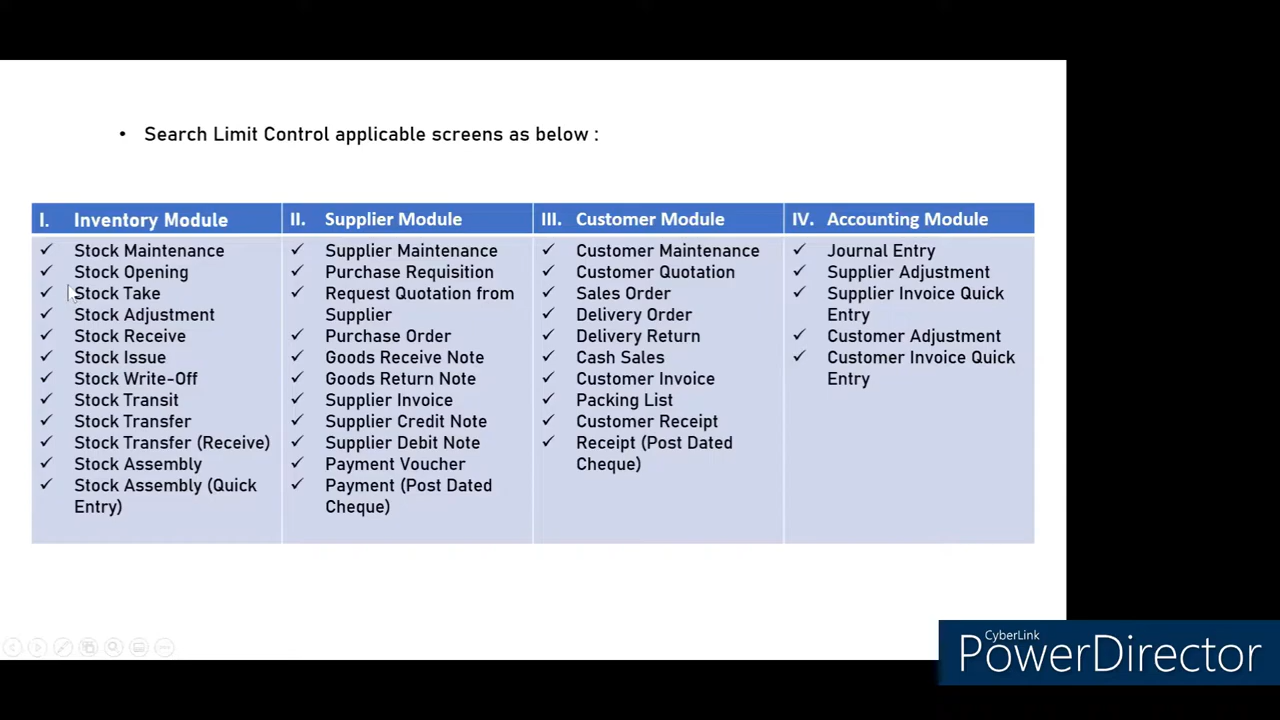 • Search Limit Control applicable screens as below :
I. Inventory Module
✓ Stock Maintenance
✓ Stock Opening
✓ Stock Take
✓ Stock Adjustment
✓ Stock Receive
✓ Stock Issue
✓ Stock Write-Off
✓ Stock Transit
✓ Stock Transfer
✓ Stock Transfer (Receive)
✓ Stock Assembly
✓ Stock Assembly (Quick
Entry)
II. Supplier Module
✓ Supplier Maintenance
✓ Purchase Requisition
✓ Request Quotation from
Supplier
✓ Purchase Order
✓ Goods Receive Note
✓ Goods Return Note
✓ Supplier Invoice
✓ Supplier Credit Note
✓ Supplier Debit Note
✓ Payment Voucher
✓ Payment (Post Dated
Cheque)
III. Customer Module
✓ Customer Maintenance
✓ Customer Quotation
✓ Sales Order
✓ Delivery Order
✓ Delivery Return
✓ Cash Sales
✓ Customer Invoice
✓ Packing List
✓ Customer Receipt
✓ Receipt (Post Dated
Cheque)
IV. Accounting Module
✓ Journal Entry
✓ Supplier Adjustment
✓ Supplier Invoice Quick
Entry
✓ Customer Adjustment
✓ Customer Invoice Quick
Entry
CyberLink
PowerDirector